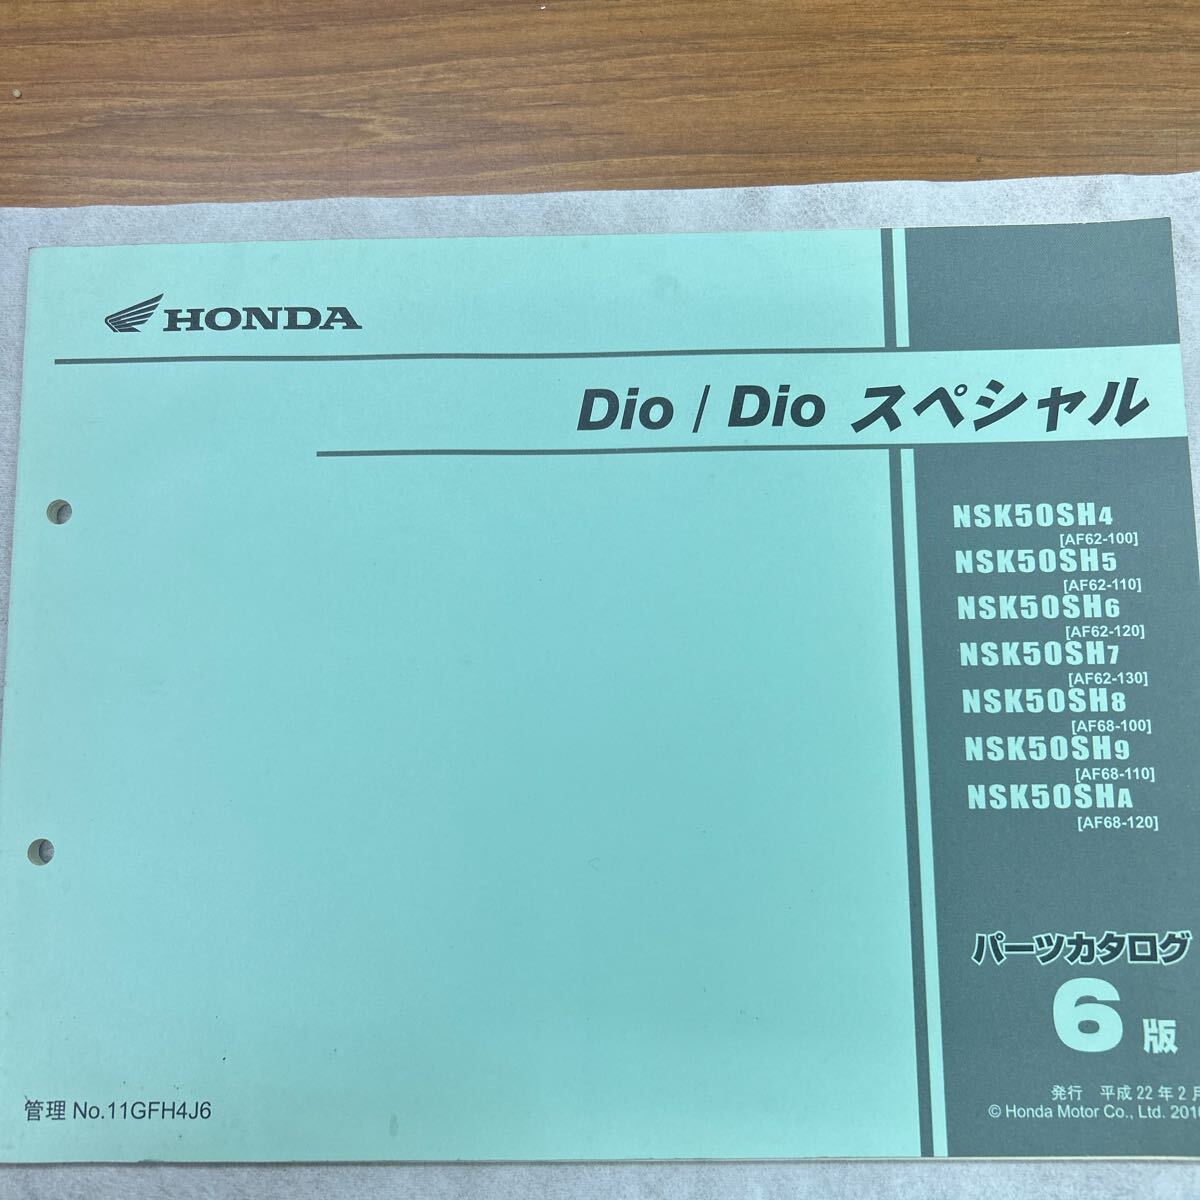 HONDA
Dio / Dio スペシャル
NSK50SH4
[AF62-100]
NSK50SH5
[AF62-110]
NSK50SH6
[AF62-120]
NSK50SH7
[AF62-130]
NSK50SH8
[AF68-100]
NSK50SH9
[AF68-110]
NSK50SHA
[AF68-120]
パーツカタログ
6 版
発行 平成 22 年 2 月
© Honda Motor Co., Ltd. 2010
管理 No.11GFH4J6